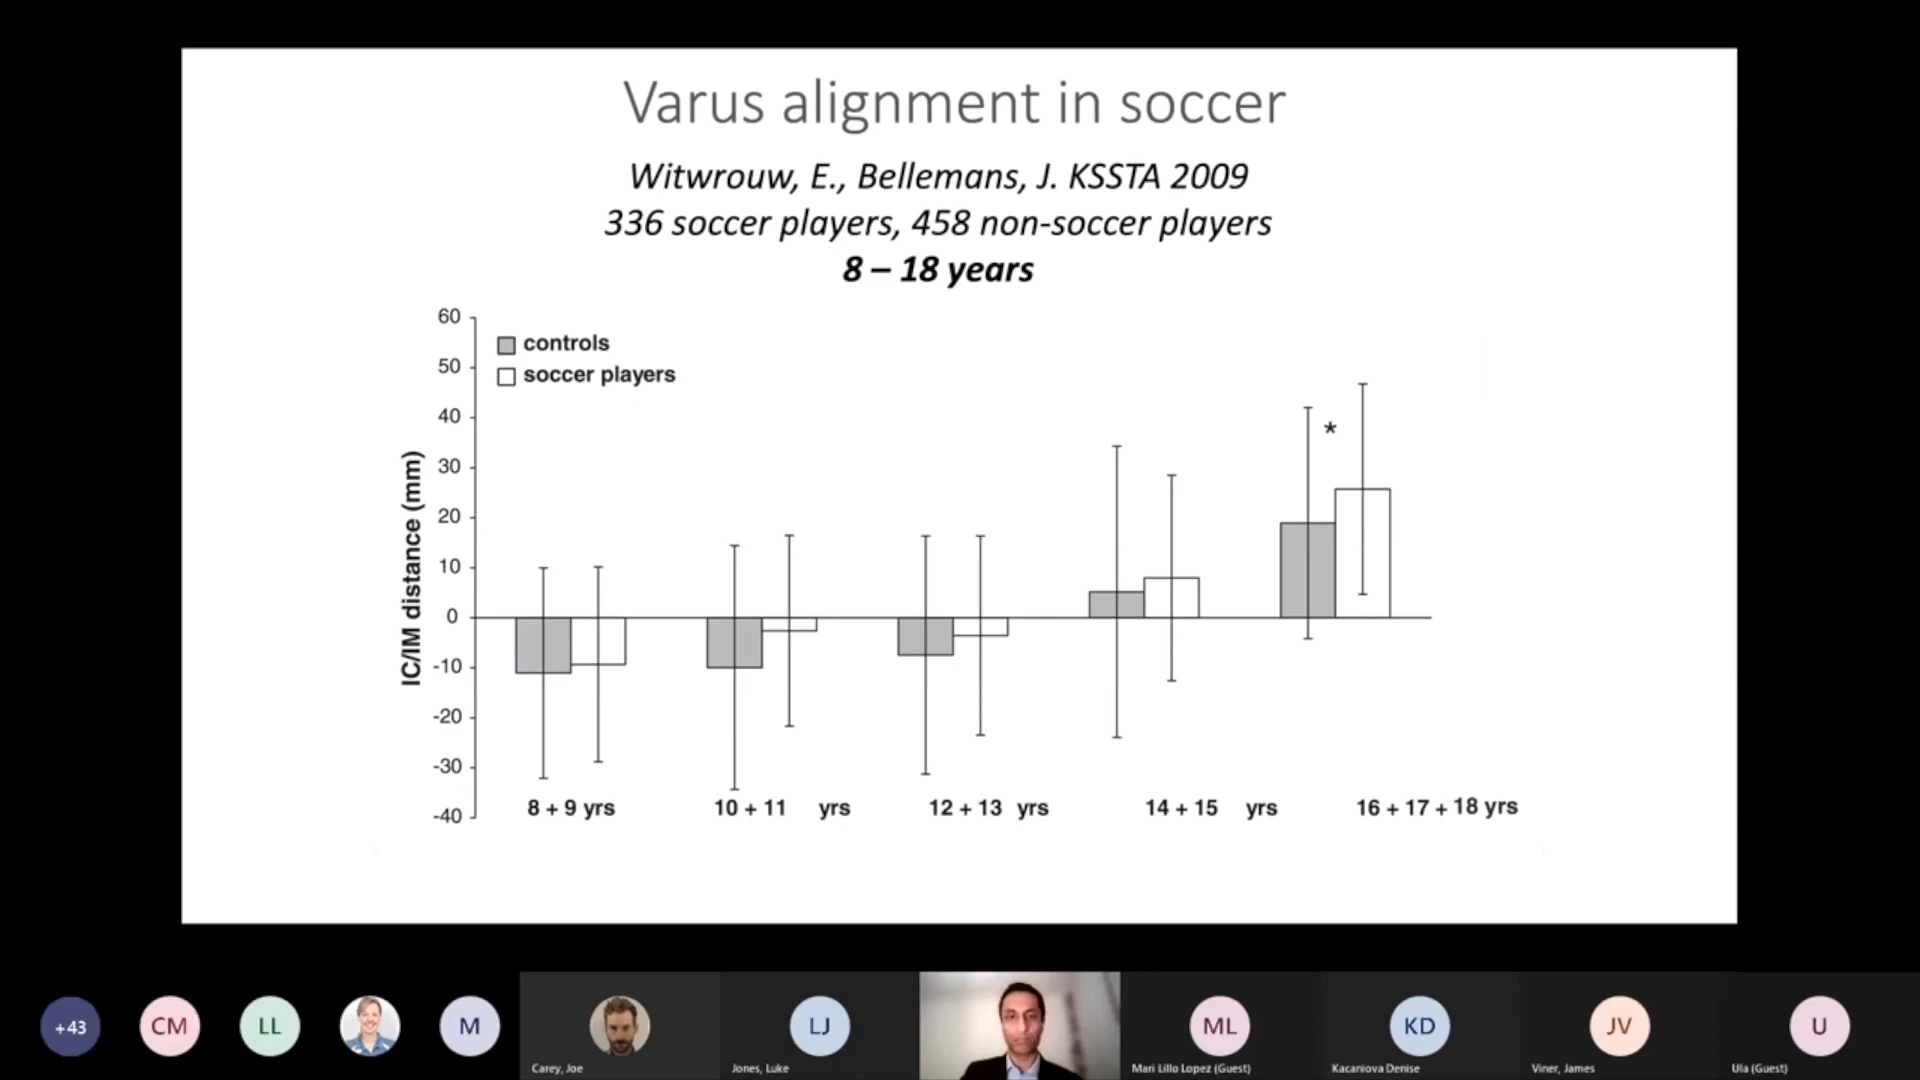 Varus alignment in soccer
Witwrouw, E., Bellemans, J. KSSTA 2009
336 soccer players, 458 non-soccer players
8 – 18 years
60
50
40
30
20
10
0
-10
-20
-30
-40
IC/IM distance (mm)
controls
soccer players
*
8 + 9 yrs
10 + 11 yrs
12 + 13 yrs
14 + 15 yrs
16 + 17 + 18 yrs
+43
CM
LL
M
Carey, Joe
LJ
Jones, Luke
ML
Mari Lillo Lopez (Guest)
KD
Kacaniova Denise
JV
Viner, James
U
Ula (Guest)